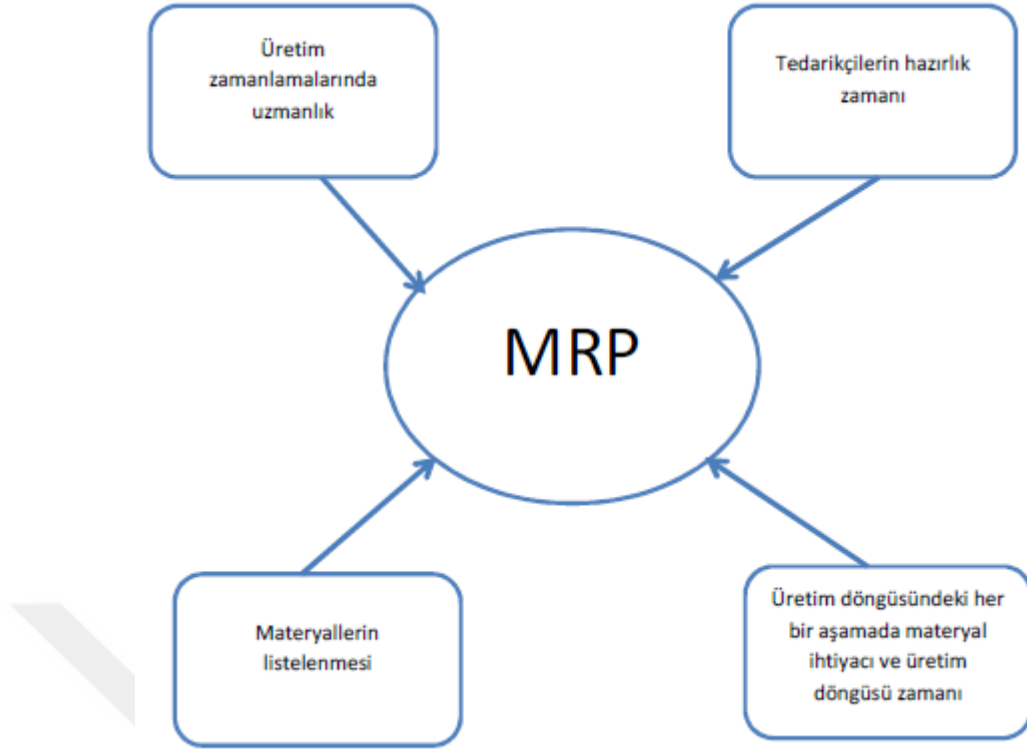 Üretim
zamanlamalarında
uzmanlık
Tedarikçilerin hazırlık
zamanı
MRP
Materyallerin
listelenmesi
Üretim döngüsündeki her
bir aşamada materyal
ihtiyacı ve üretim
döngüsü zamanı